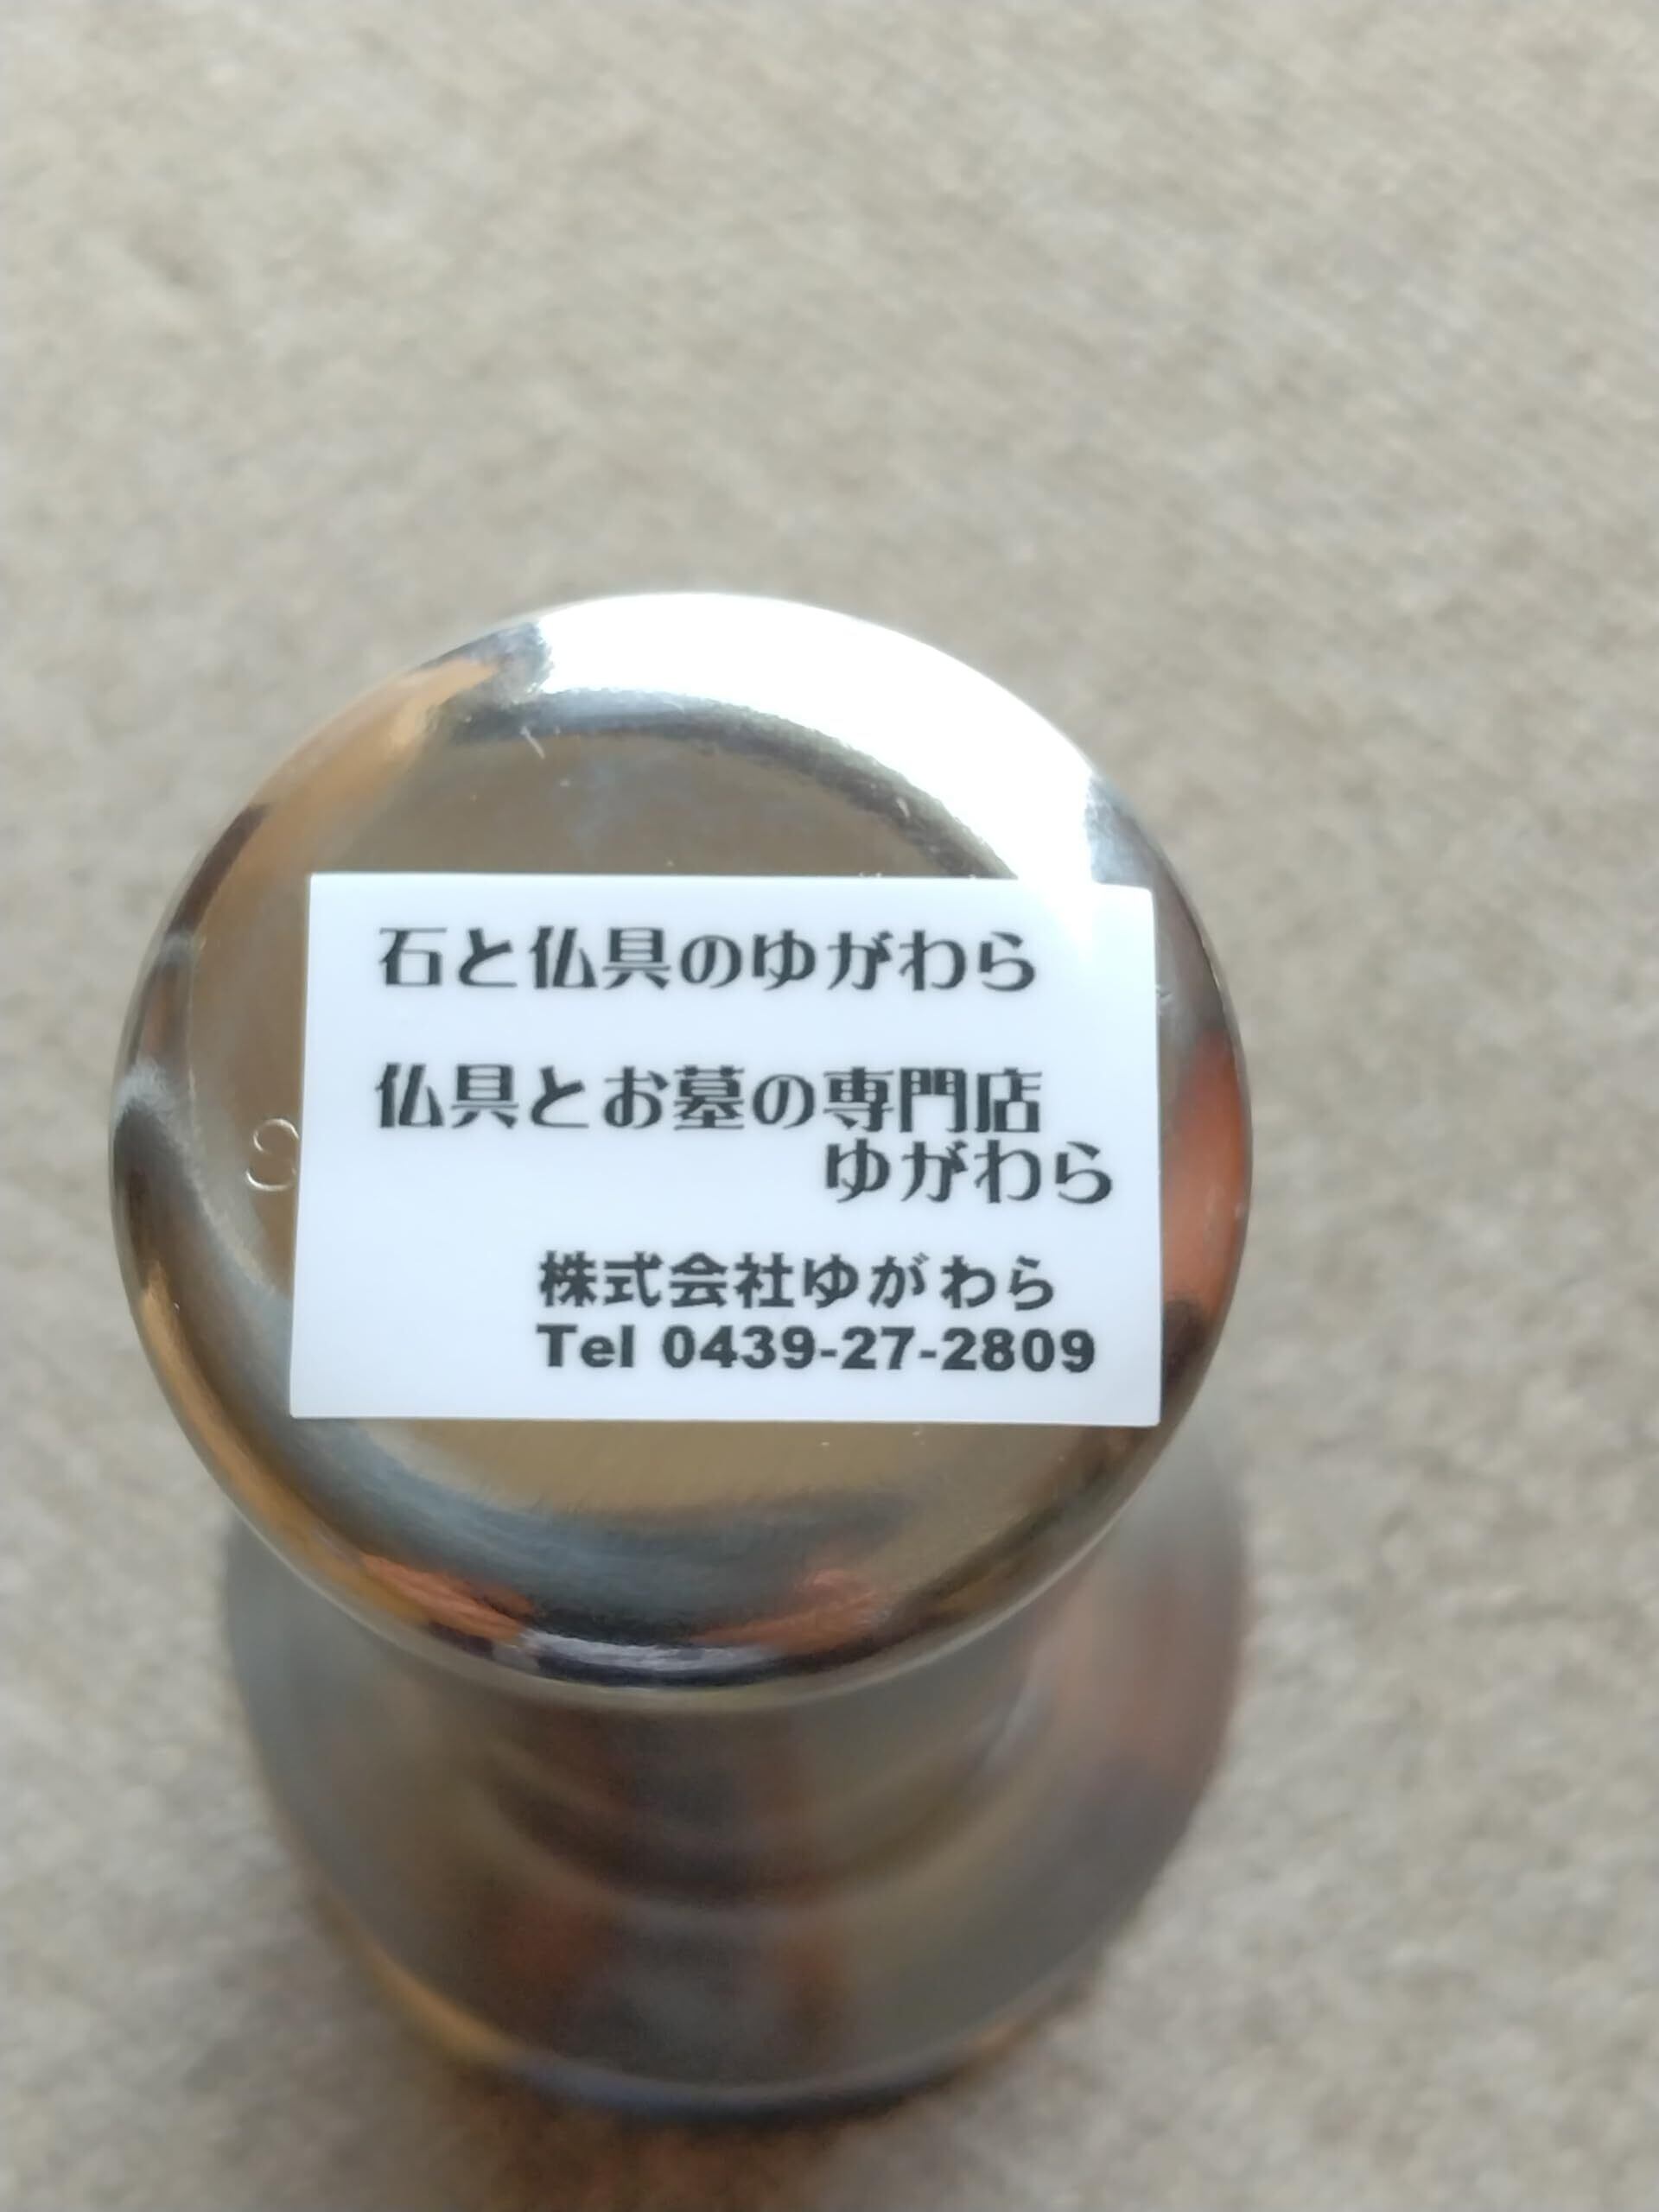 石と仏具のゆがわら
仏具とお墓の専門店
ゆがわら
株式会社ゆがわら
Tel 0439-27-2809